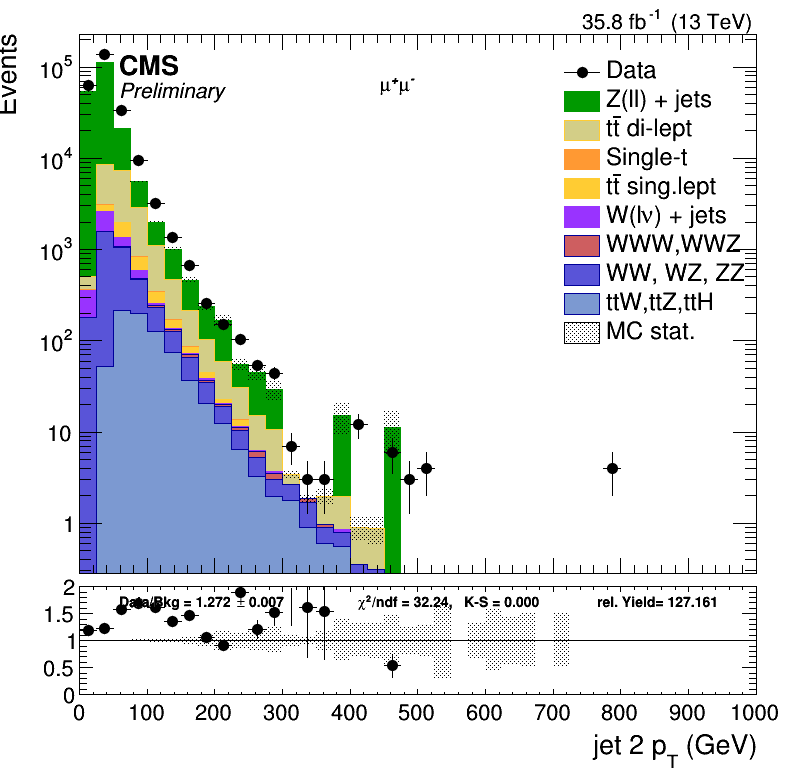 35.8 fb⁻¹ (13 TeV)
Events
CMS
Preliminary
μ⁺μ⁻
Data
Z(ll) + jets
tt̄ di-lept
Single-t
tt̄ sing.lept
W(lν) + jets
WWW,WWZ
WW, WZ, ZZ
ttW,ttZ,ttH
MC stat.
10⁵
10⁴
10³
10²
10
1
Data/Bkg = 1.272 ± 0.007
χ²/ndf = 32.24, K-S = 0.000
rel. Yield= 127.161
2
1.5
1
0.5
0
0 100 200 300 400 500 600 700 800 900 1000
jet 2 p_T (GeV)